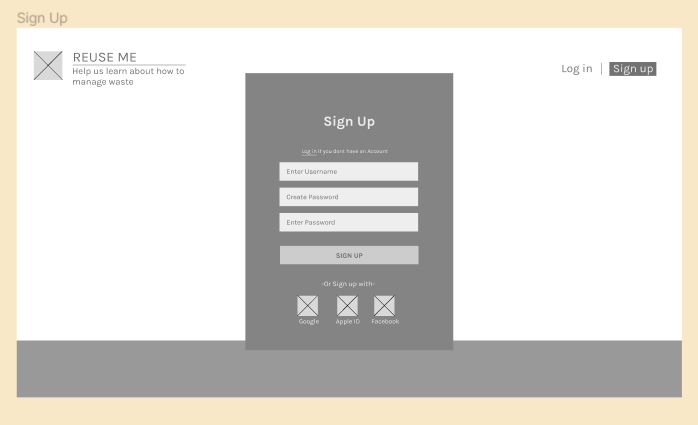 Sign Up
REUSE ME
Help us learn about how to
manage waste
Log in | Sign up
Sign Up
Log in if you dont have an Account
Enter Username
Create Password
Enter Password
SIGN UP
-Or Sign up with-
Google Apple ID Facebook